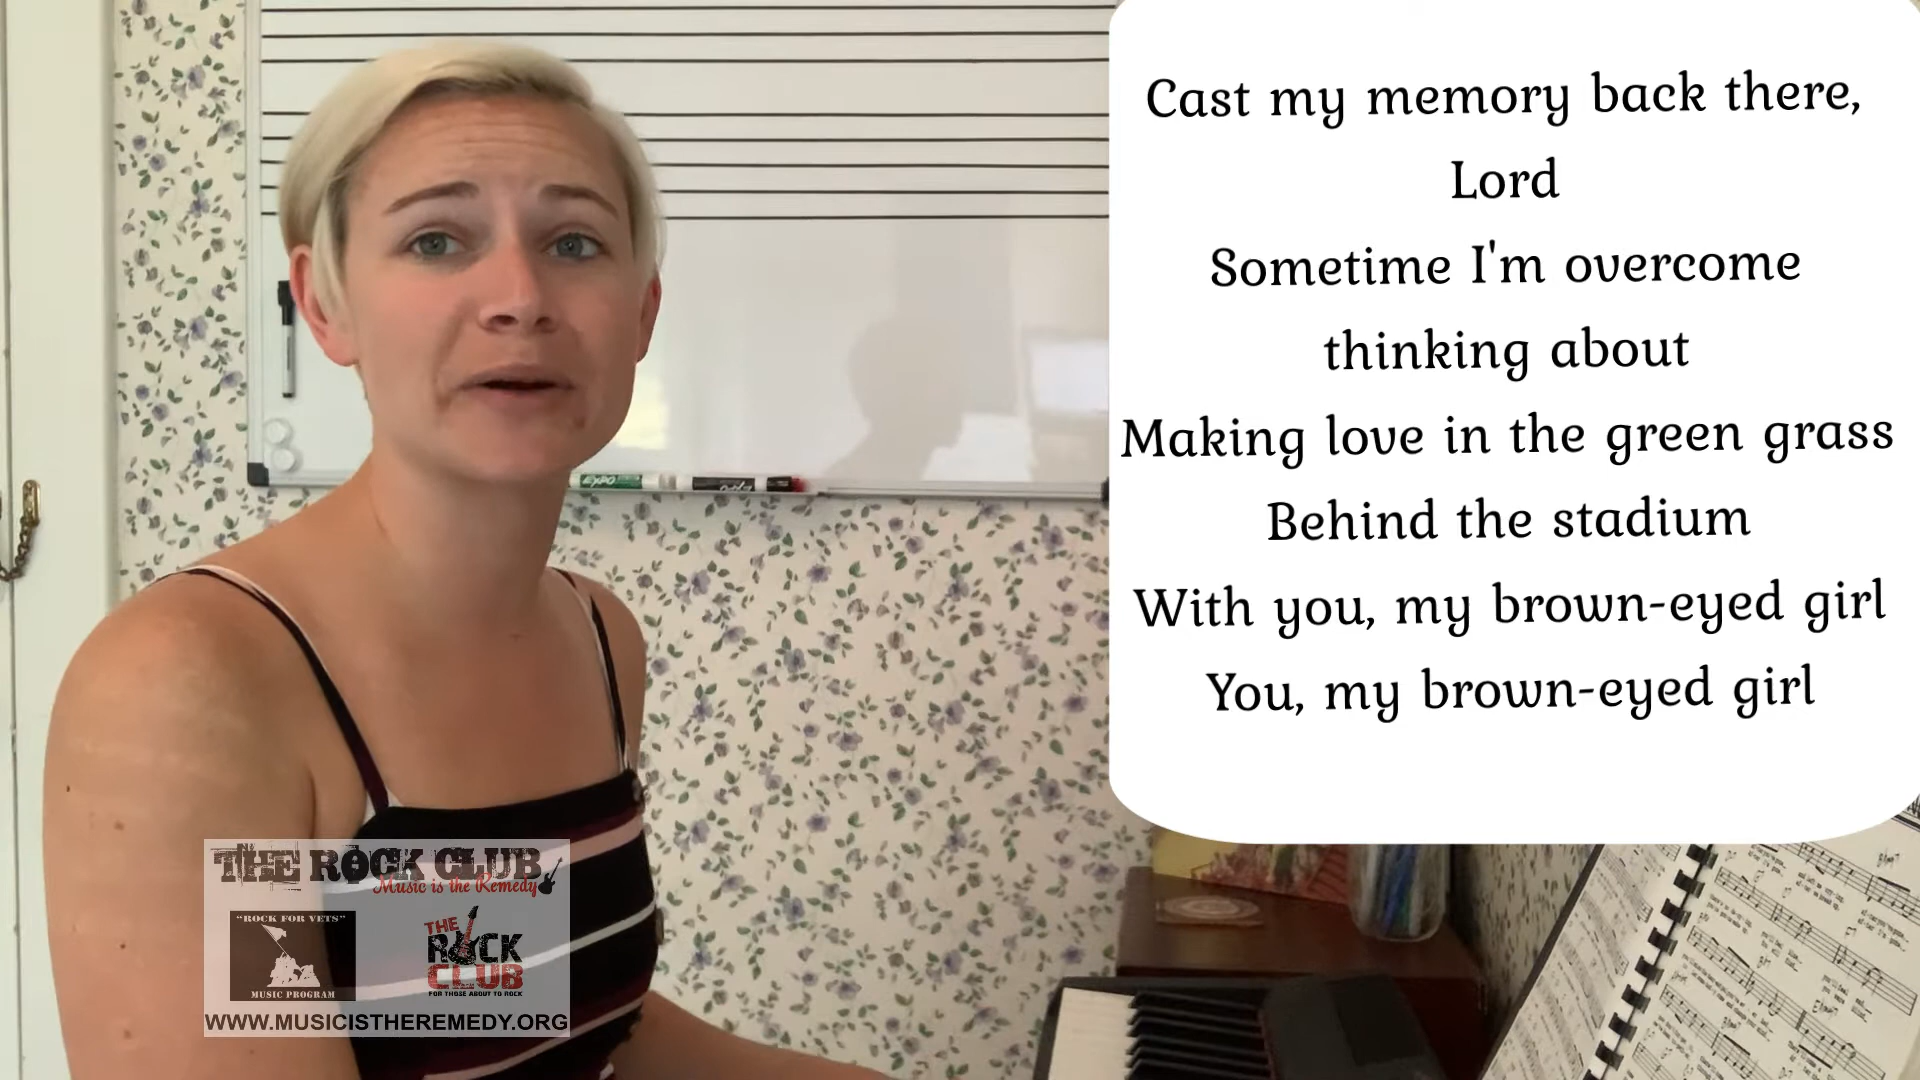 Cast my memory back there,
Lord
Sometime I'm overcome
thinking about
Making love in the green grass
Behind the stadium
With you, my brown-eyed girl
You, my brown-eyed girl
EXPO
THE ROCK CLUB
Music is the Remedy
"ROCK FOR VETS"
MUSIC PROGRAM
THE
ROCK
CLUB
FOR THOSE ABOUT TO ROCK
WWW.MUSICISTHEREMEDY.ORG